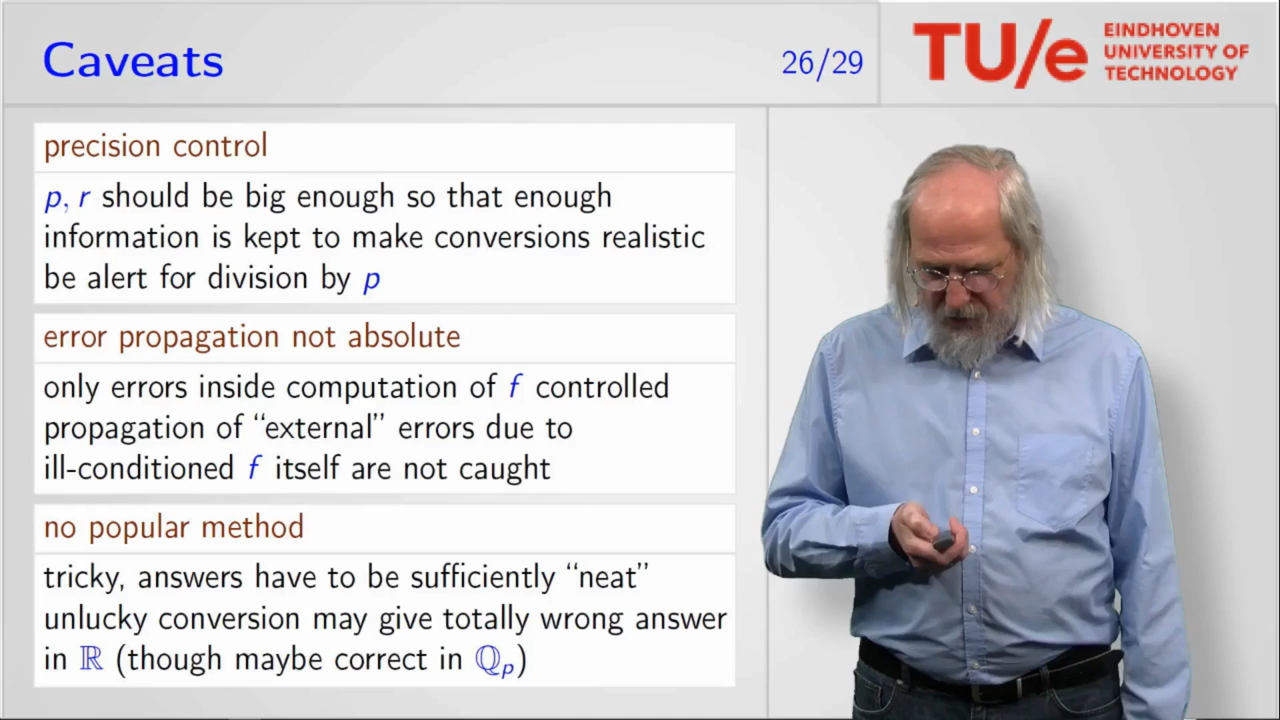 Caveats
26/29
TU/e
EINDHOVEN
UNIVERSITY OF
TECHNOLOGY
precision control
p, r should be big enough so that enough
information is kept to make conversions realistic
be alert for division by p
error propagation not absolute
only errors inside computation of f controlled
propagation of “external” errors due to
ill-conditioned f itself are not caught
no popular method
tricky, answers have to be sufficiently “neat”
unlucky conversion may give totally wrong answer
in ℝ (though maybe correct in ℚₚ)